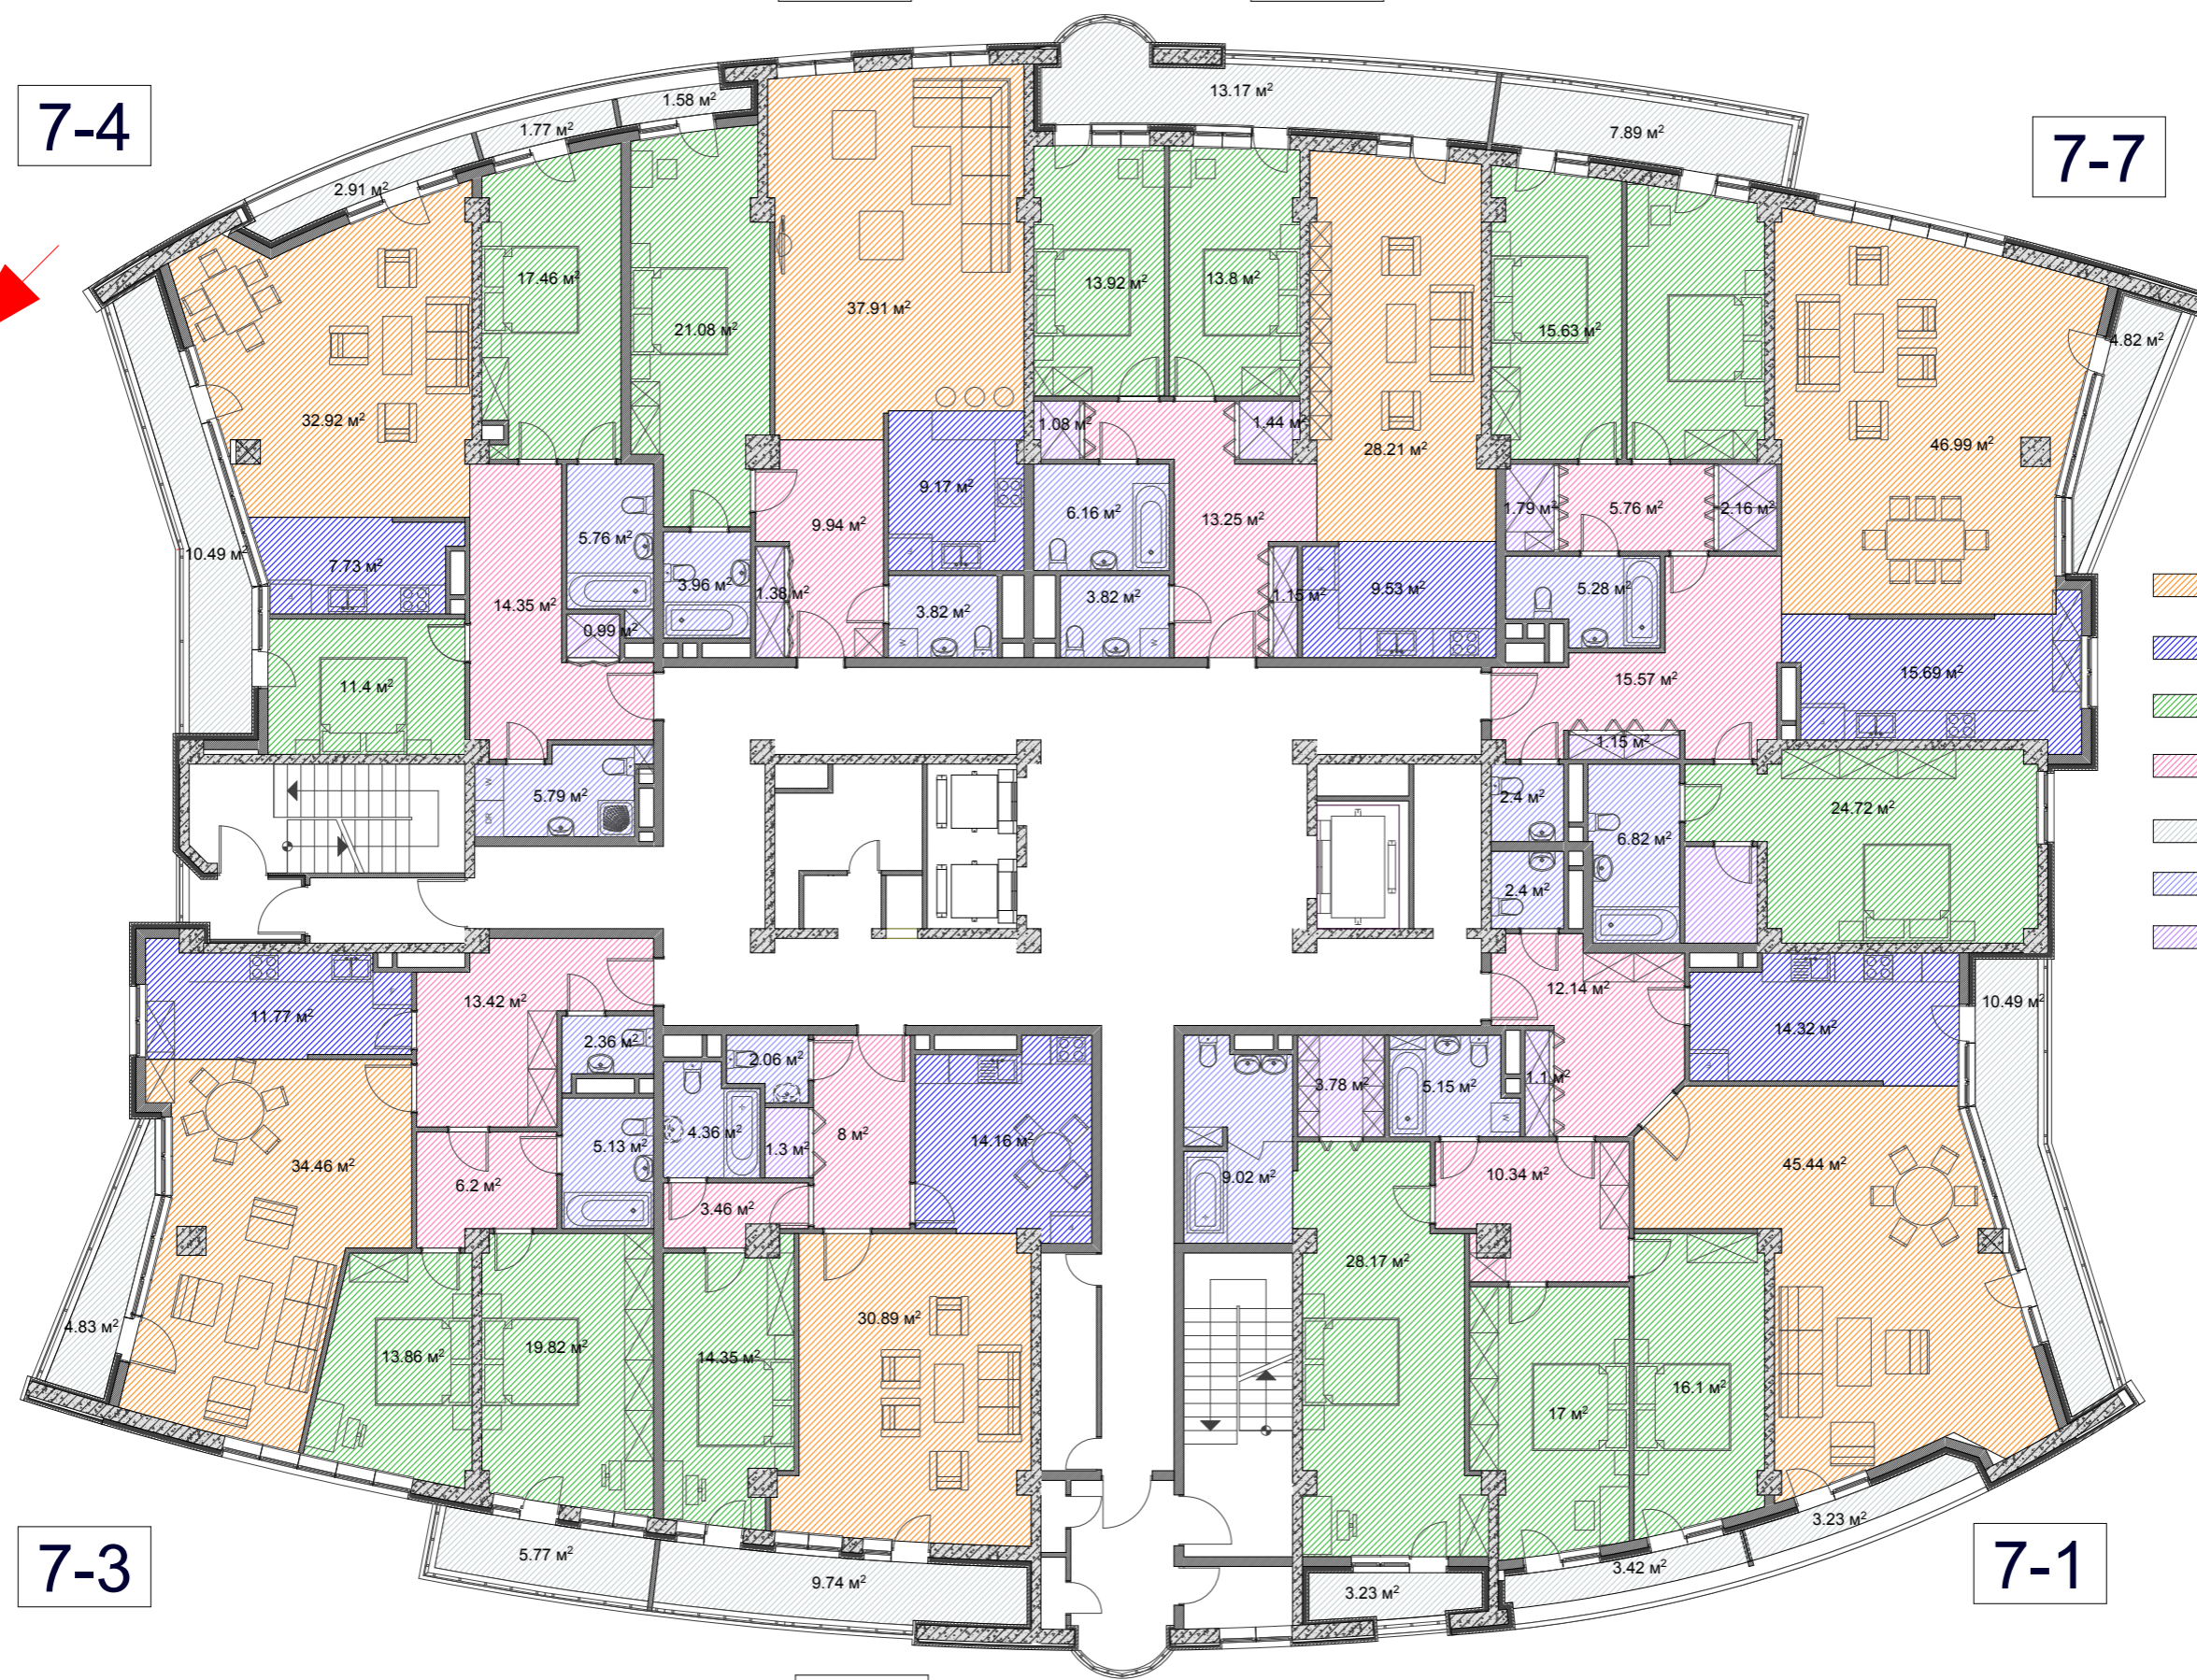 7-4
7-7
1.58 м²
1.77 м²
2.91 м²
13.17 м²
7.89 м²
17.46 м²
21.08 м²
37.91 м²
13.92 м²
13.8 м²
15.63 м²
4.82 м²
32.92 м²
1.08 м²
1.44 м²
28.21 м²
46.99 м²
10.49 м²
7.73 м²
14.35 м²
5.76 м²
3.96 м²
9.94 м²
9.17 м²
6.16 м²
13.25 м²
1.79 м²
5.76 м²
2.16 м²
0.99 м²
1.38 м²
3.82 м²
3.82 м²
1.15 м²
9.53 м²
5.28 м²
11.4 м²
15.57 м²
15.69 м²
1.15 м²
5.79 м²
W
DR
W
W
2.4 м²
6.82 м²
24.72 м²
2.4 м²
11.77 м²
13.42 м²
12.14 м²
14.32 м²
10.49 м²
2.36 м²
2.06 м²
3.78 м²
5.15 м²
1.1 м²
W
34.46 м²
6.2 м²
5.13 м²
4.36 м²
1.3 м²
8 м²
14.16 м²
9.02 м²
10.34 м²
45.44 м²
3.46 м²
4.83 м²
13.86 м²
19.82 м²
14.35 м²
30.89 м²
28.17 м²
17 м²
16.1 м²
5.77 м²
9.74 м²
3.23 м²
3.42 м²
3.23 м²
7-3
7-1